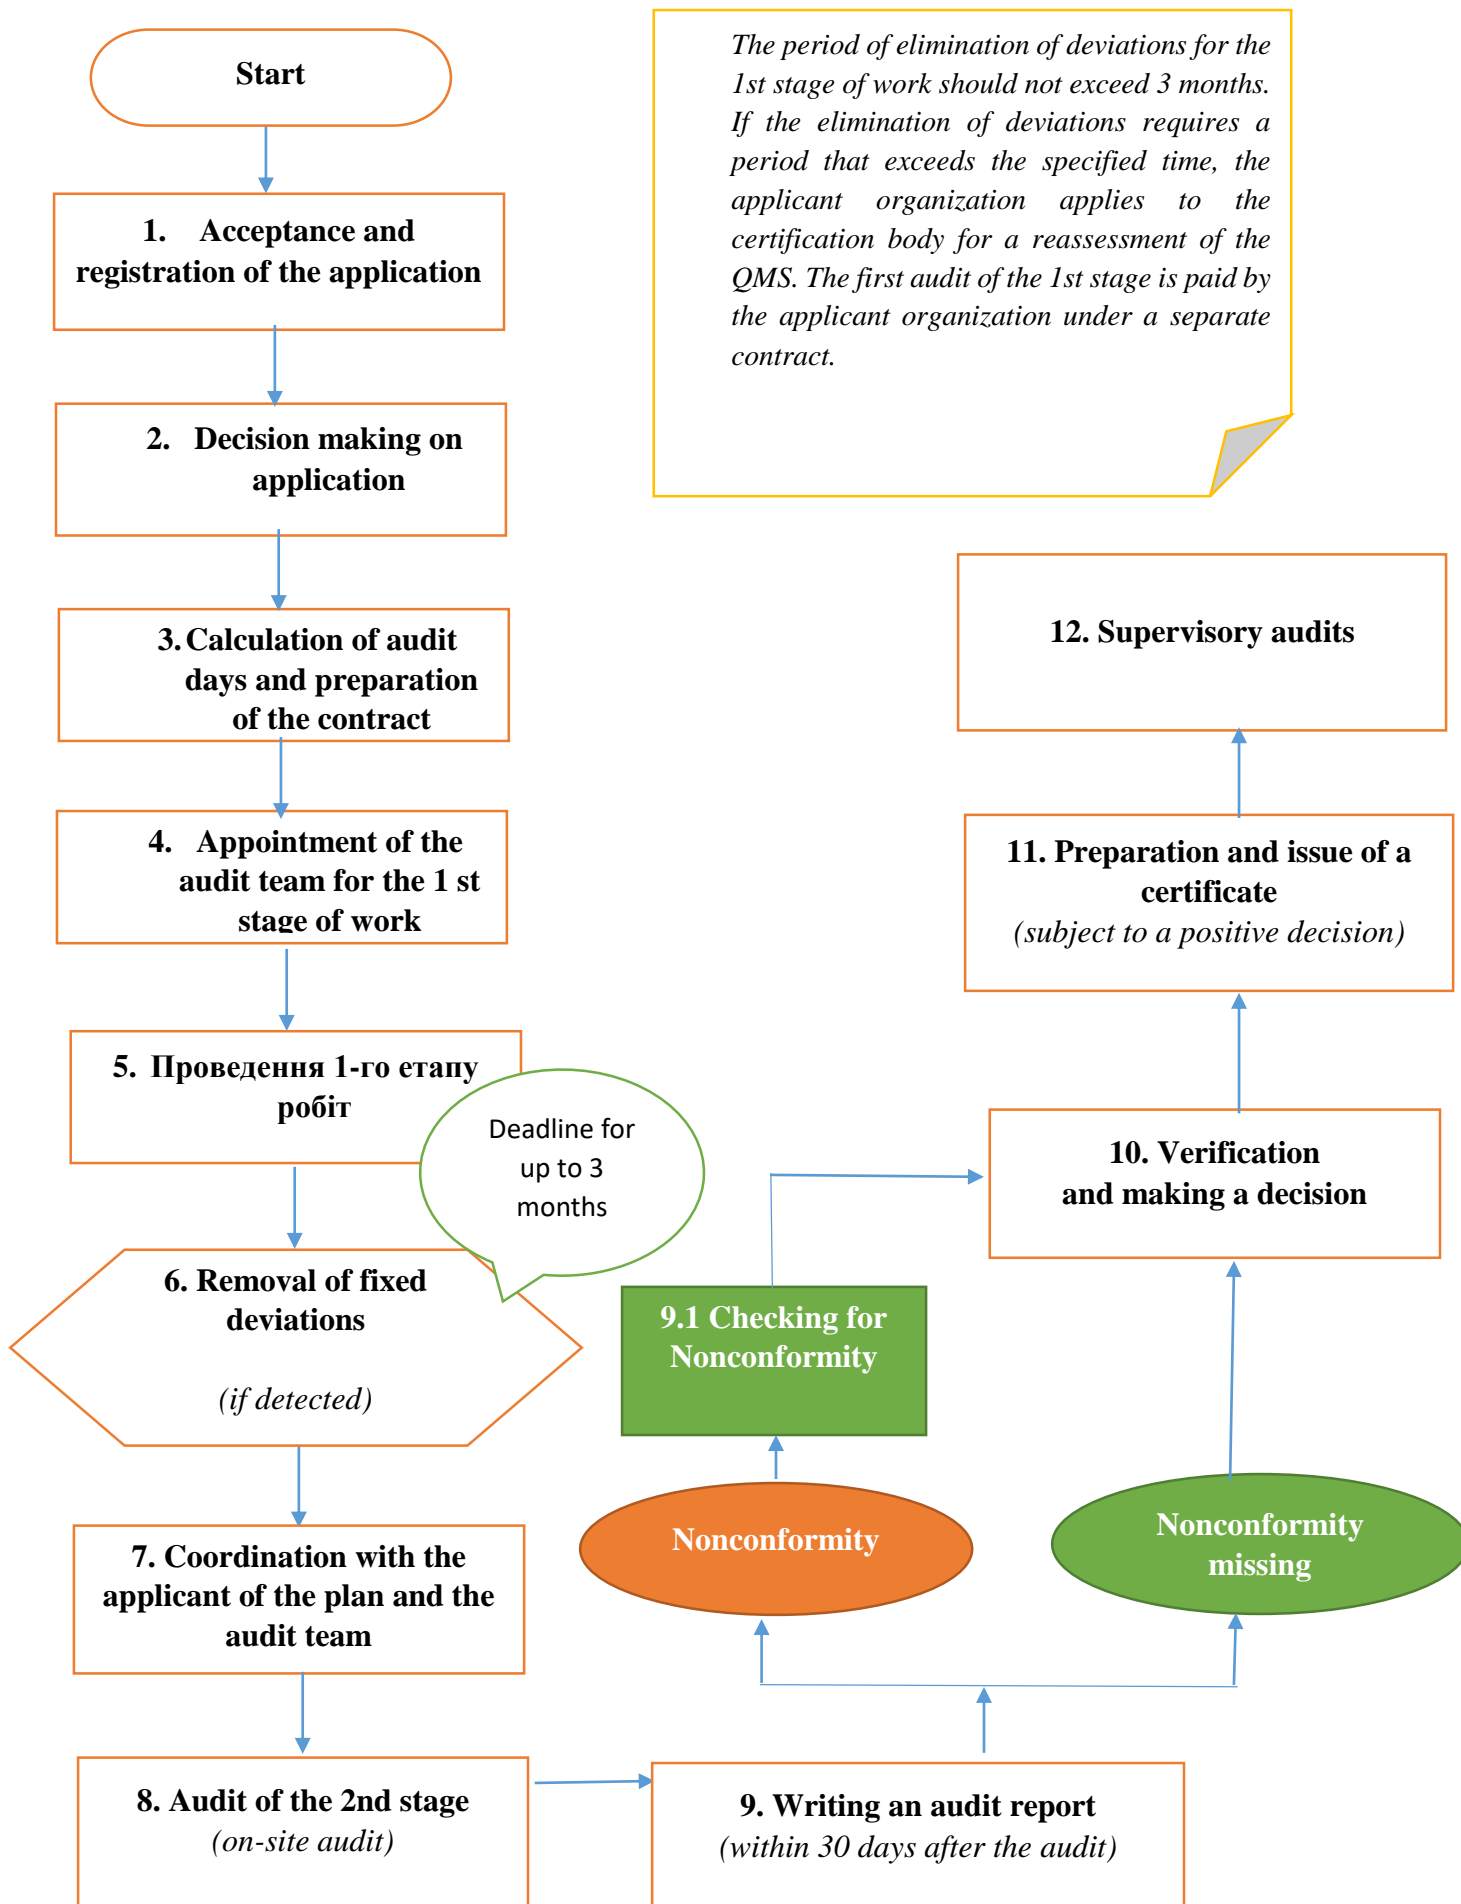 Start
The period of elimination of deviations for the
1st stage of work should not exceed 3 months.
If the elimination of deviations requires a
period that exceeds the specified time, the
applicant organization applies to the
certification body for a reassessment of the
QMS. The first audit of the 1st stage is paid by
the applicant organization under a separate
contract.
1. Acceptance and
registration of the application
2. Decision making on
application
3. Calculation of audit
days and preparation
of the contract
4. Appointment of the
audit team for the 1 st
stage of work
5. Проведення 1-го етапу
робіт
Deadline for
up to 3
months
6. Removal of fixed
deviations
(if detected)
7. Coordination with the
applicant of the plan and the
audit team
8. Audit of the 2nd stage
(on-site audit)
9. Writing an audit report
(within 30 days after the audit)
Nonconformity
Nonconformity
missing
9.1 Checking for
Nonconformity
10. Verification
and making a decision
11. Preparation and issue of a
certificate
(subject to a positive decision)
12. Supervisory audits